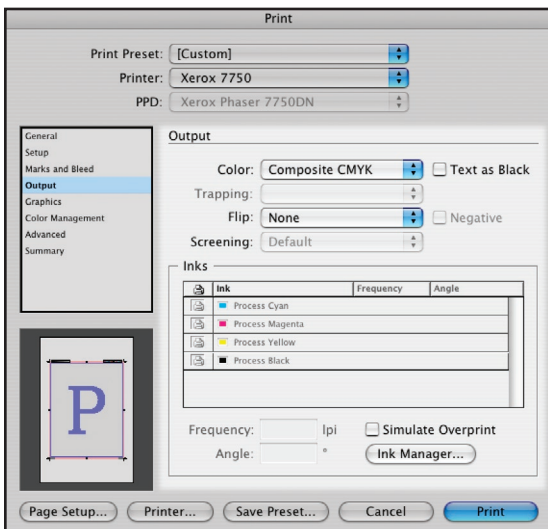 Print
Print Preset: [Custom]
Printer: Xerox 7750
PPD: Xerox Phaser 7750DN
General
Setup
Marks and Bleed
Output
Graphics
Color Management
Advanced
Summary
Output
Color: Composite CMYK Text as Black
Trapping:
Flip: None Negative
Screening: Default
Inks
Ink Frequency Angle
Process Cyan
Process Magenta
Process Yellow
Process Black
P
Frequency: lpi Simulate Overprint
Angle: ° Ink Manager...
Page Setup... Printer... Save Preset... Cancel Print